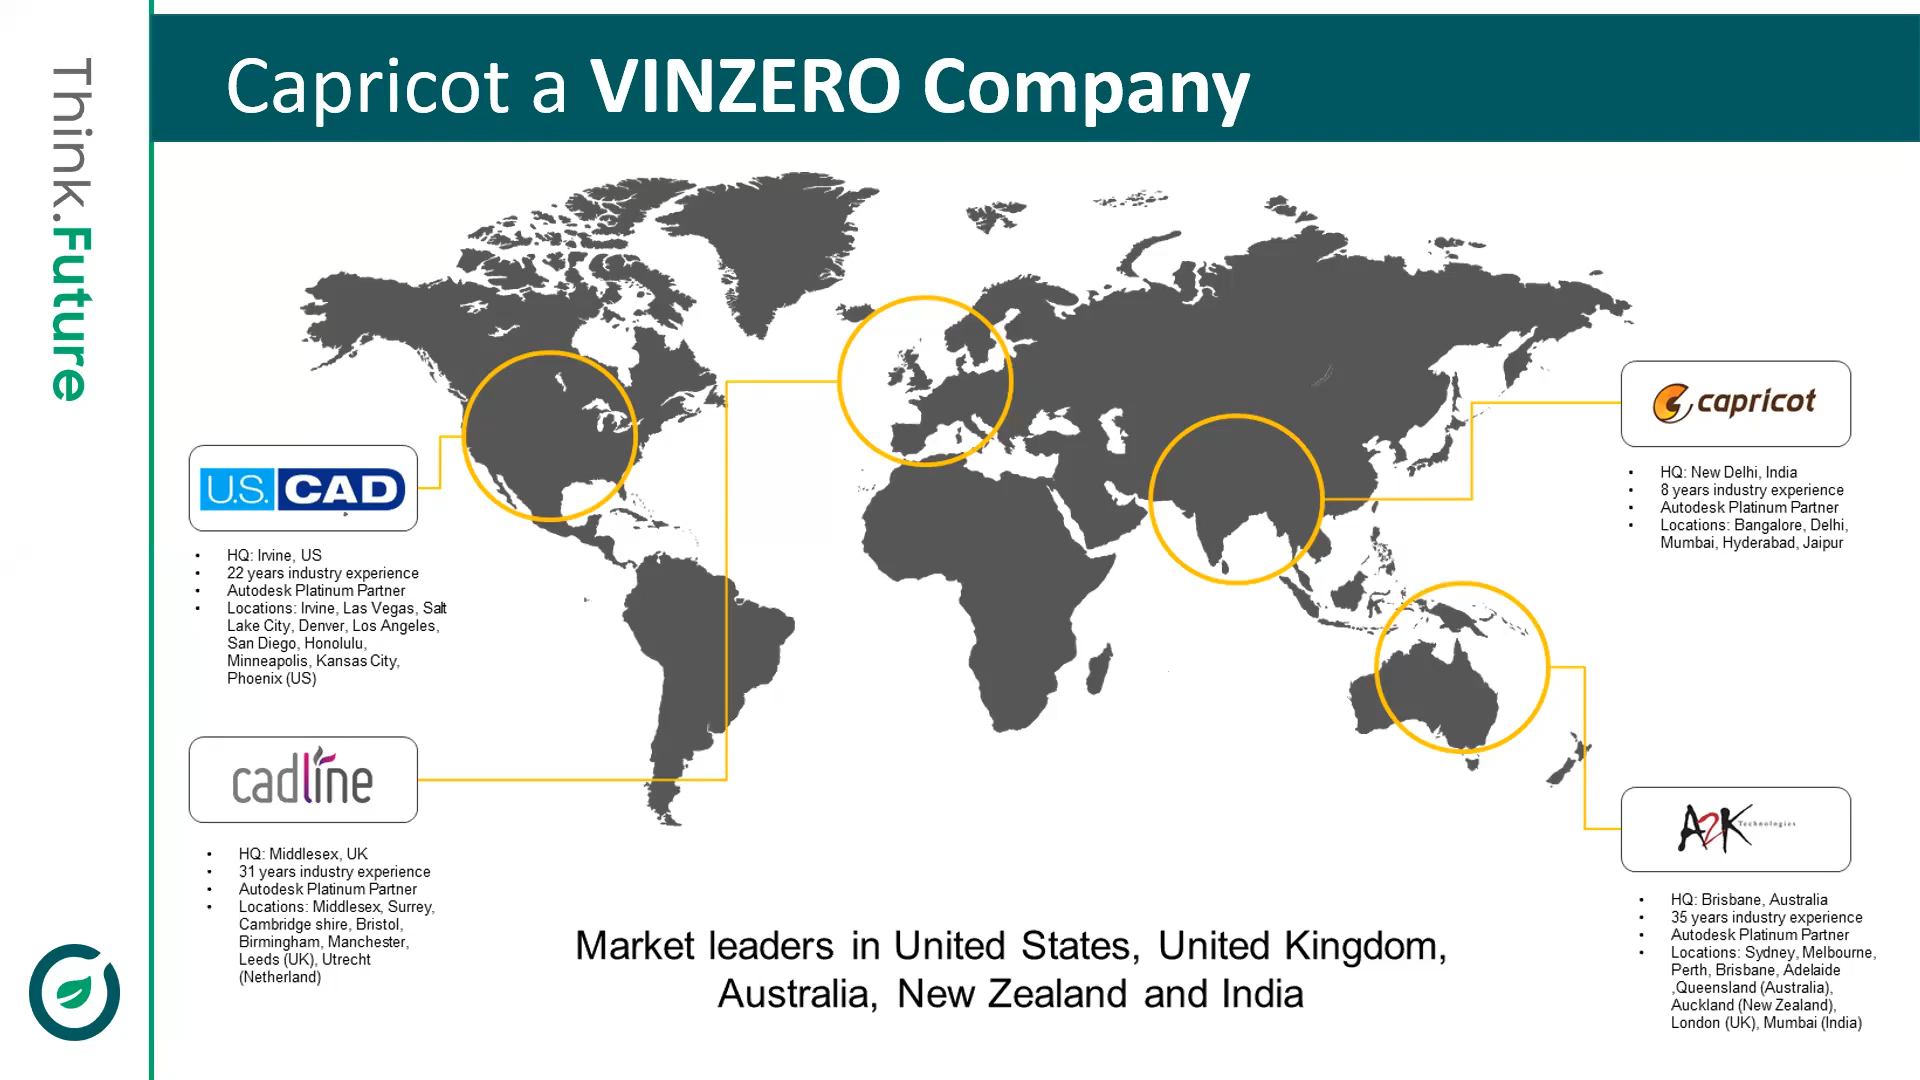 Think.Future
Capricot a VINZERO Company
U.S. CAD
HQ: Irvine, US
22 years industry experience
Autodesk Platinum Partner
Locations: Irvine, Las Vegas, Salt
Lake City, Denver, Los Angeles,
San Diego, Honolulu,
Minneapolis, Kansas City,
Phoenix (US)
cadline
HQ: Middlesex, UK
31 years industry experience
Autodesk Platinum Partner
Locations: Middlesex, Surrey,
Cambridge shire, Bristol,
Birmingham, Manchester,
Leeds (UK), Utrecht
(Netherland)
capricot
HQ: New Delhi, India
8 years industry experience
Autodesk Platinum Partner
Locations: Bangalore, Delhi,
Mumbai, Hyderabad, Jaipur
A2K Technologies
HQ: Brisbane, Australia
35 years industry experience
Autodesk Platinum Partner
Locations: Sydney, Melbourne,
Perth, Brisbane, Adelaide
,Queensland (Australia),
Auckland (New Zealand),
London (UK), Mumbai (India)
Market leaders in United States, United Kingdom,
Australia, New Zealand and India